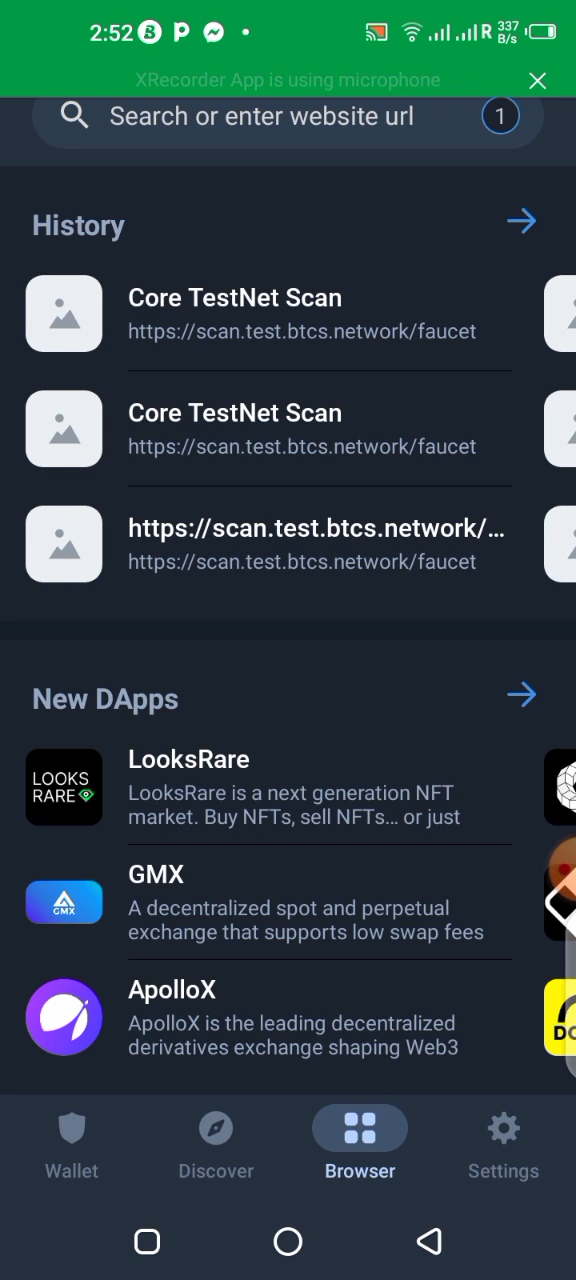 2:52
R 337 B/s
XRecorder App is using microphone
Search or enter website url
1
History
Core TestNet Scan
https://scan.test.btcs.network/faucet
Core TestNet Scan
https://scan.test.btcs.network/faucet
https://scan.test.btcs.network/...
https://scan.test.btcs.network/faucet
New DApps
LOOKS
RARE
LooksRare
LooksRare is a next generation NFT
market. Buy NFTs, sell NFTs... or just
GMX
GMX
A decentralized spot and perpetual
exchange that supports low swap fees
ApolloX
ApolloX is the leading decentralized
derivatives exchange shaping Web3
Wallet
Discover
Browser
Settings